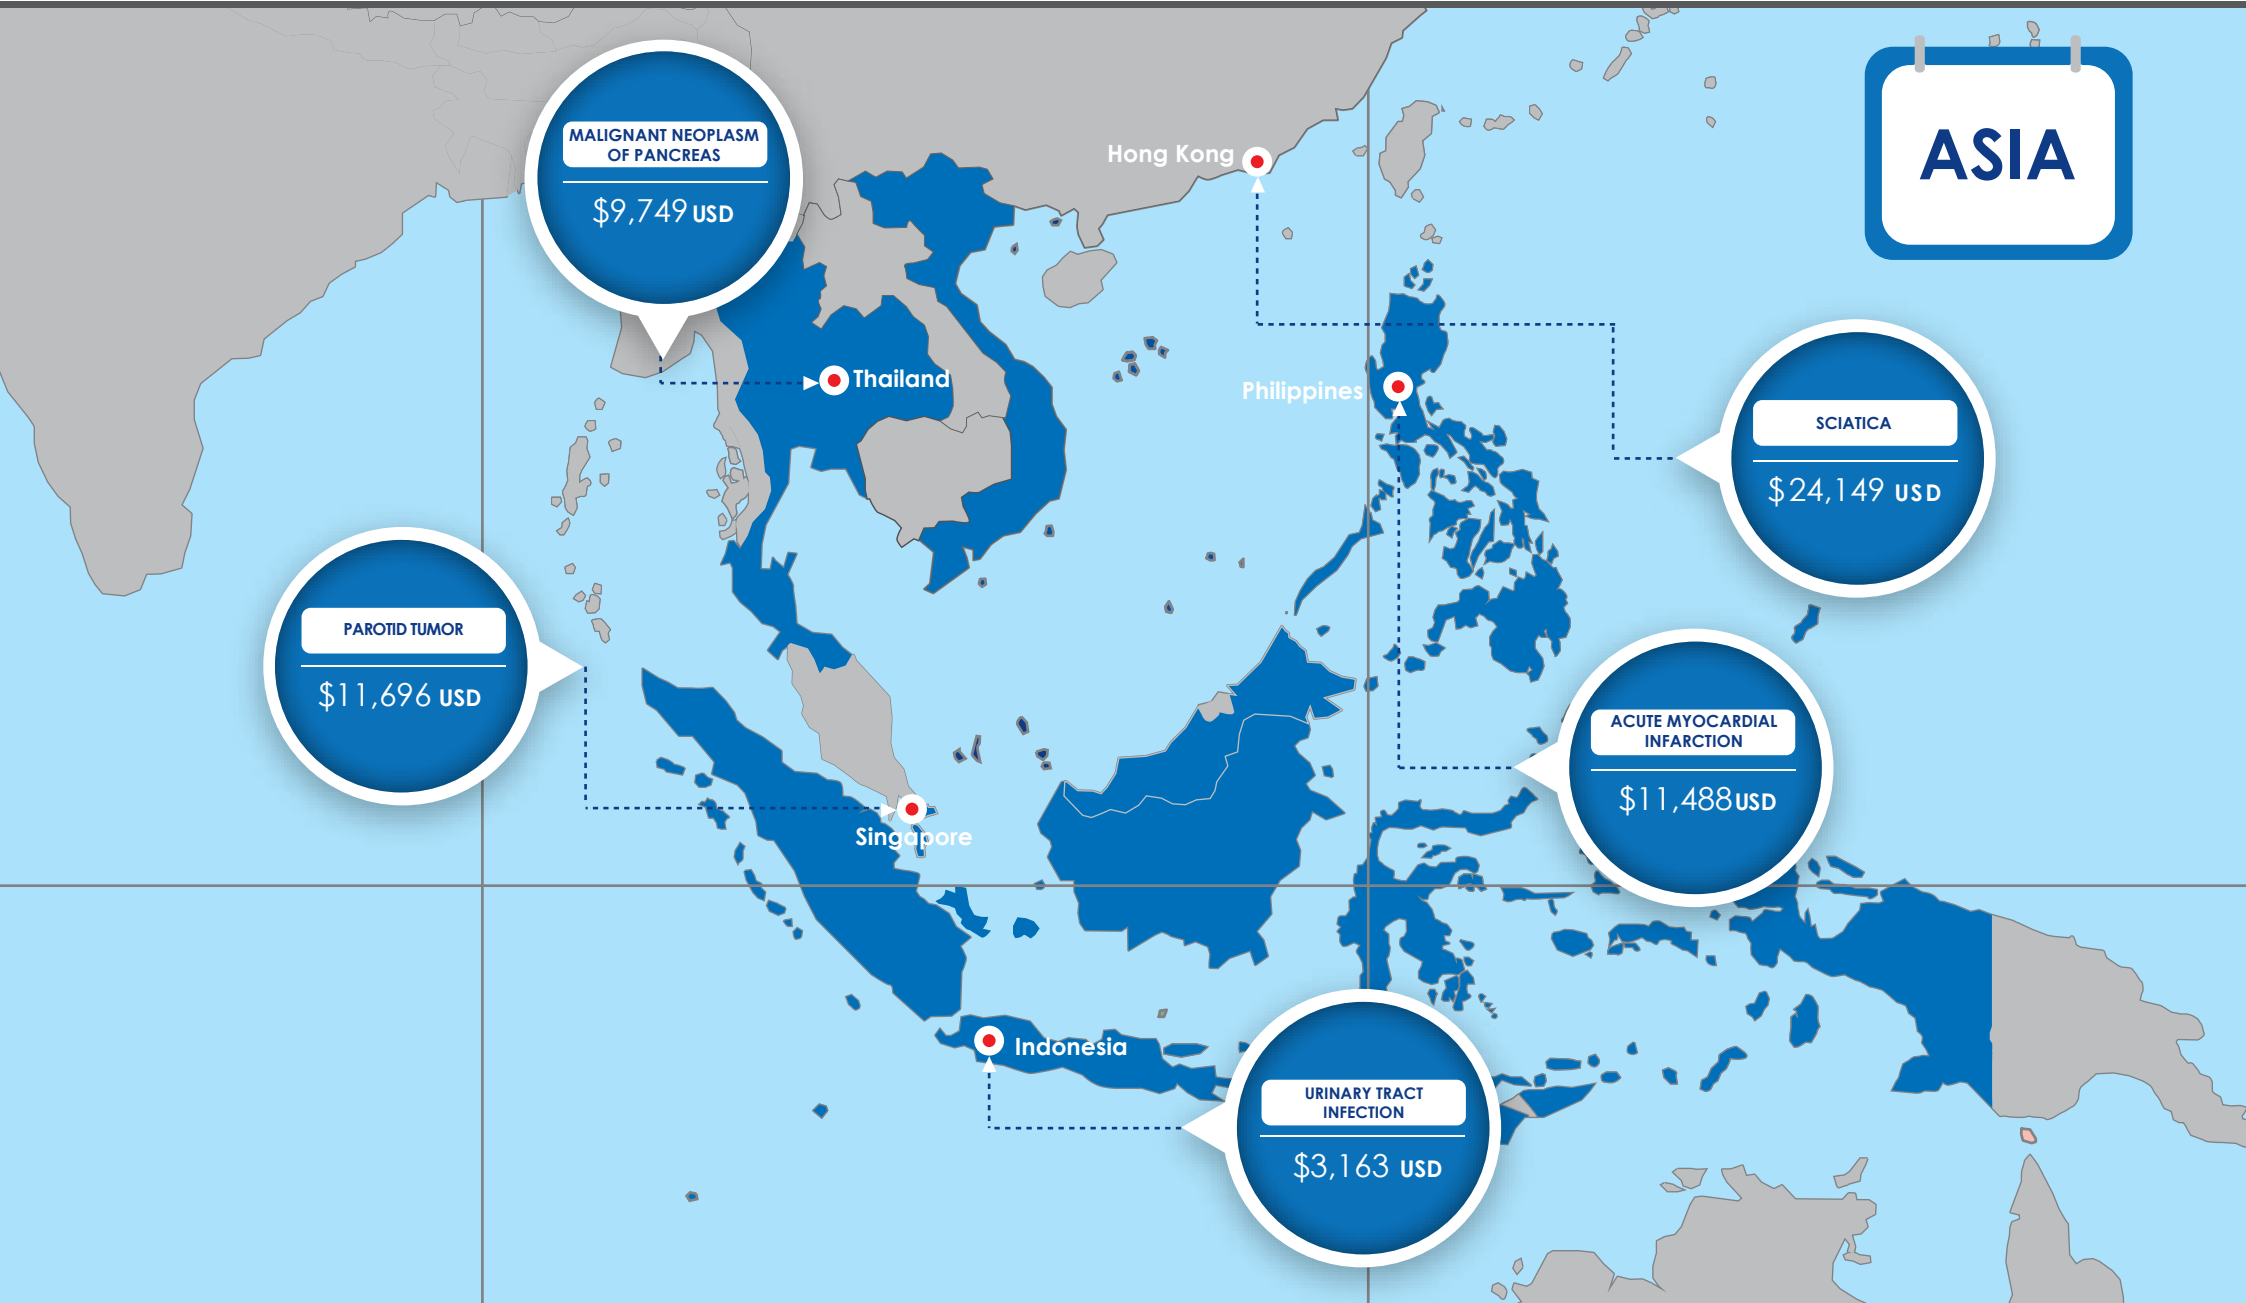 ASIA
MALIGNANT NEOPLASM
OF PANCREAS
$9,749 USD
Hong Kong
Thailand
Philippines
SCIATICA
$24,149 USD
PAROTID TUMOR
$11,696 USD
ACUTE MYOCARDIAL
INFARCTION
$11,488 USD
Singapore
Indonesia
URINARY TRACT
INFECTION
$3,163 USD